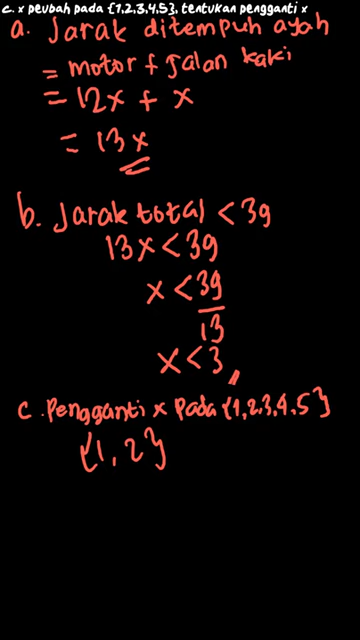 c. x peubah pada {1,2,3,4,5}, tentukan pengganti x
a. Jarak ditempuh ayah
= motor + jalan kaki
= 12x + x
= 13x
b. Jarak total < 39
13x < 39
x < 39
13
x < 3
c. Pengganti x pada {1,2,3,4,5}
{1, 2}